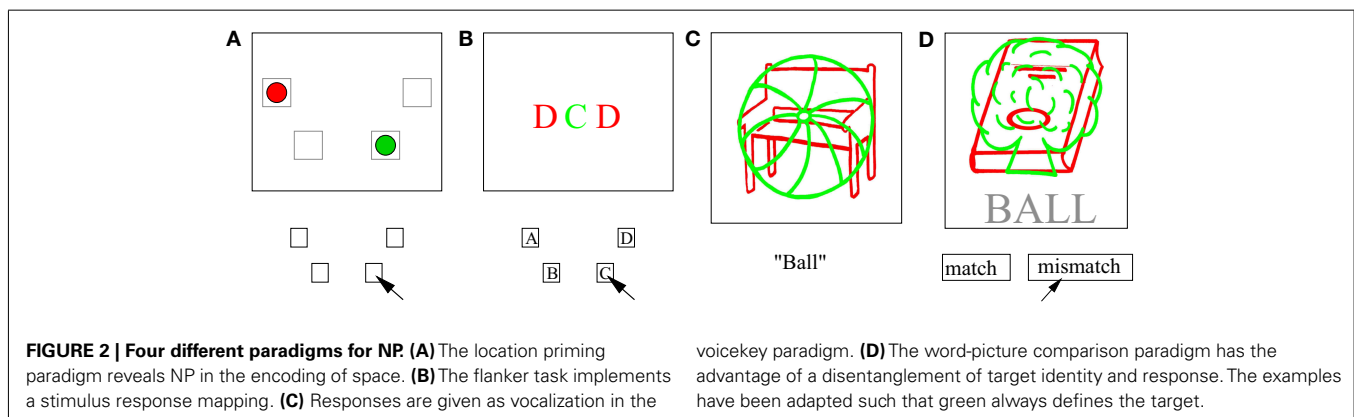 A
B
C
D
D C D
A
D
B
C
"Ball"
BALL
match
mismatch
FIGURE 2 | Four different paradigms for NP. (A) The location priming
paradigm reveals NP in the encoding of space. (B) The flanker task implements
a stimulus response mapping. (C) Responses are given as vocalization in the
voicekey paradigm. (D) The word-picture comparison paradigm has the
advantage of a disentanglement of target identity and response. The examples
have been adapted such that green always defines the target.